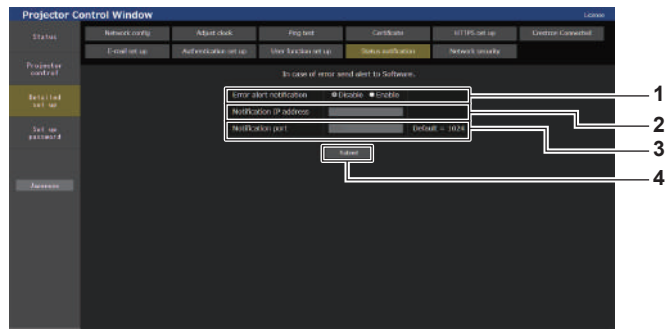 Projector Control Window
License
Status
Network config
Adjust clock
Ping test
Certificate
HTTPS set up
Crestron Connected
E-mail set up
Authentication set up
User function set up
Status notification
Network security
Projector
control
In case of error send alert to Software.
Detailed
set up
Error alert notification
Disable
Enable
1
Notification IP address
2
Set up
password
Notification port
Default = 1024
3
Submit
4
Japanese